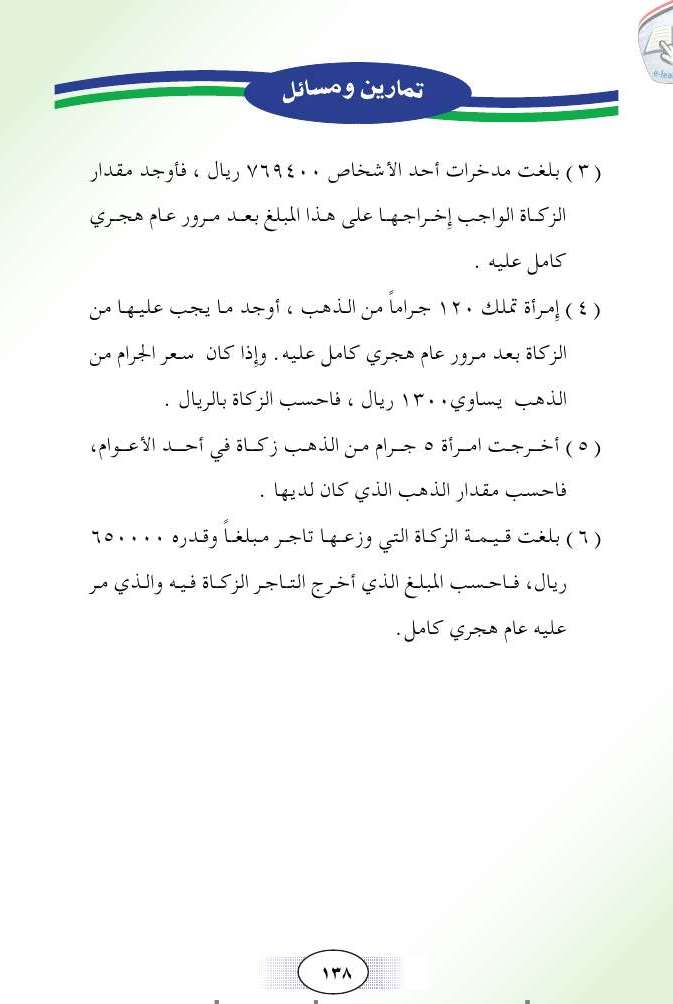 تمارين ومسائل
(٣) بلغت مدخرات أحد الأشخاص ٧٦٩٤٠٠ ريال ، فأوجد مقدار
الزكاة الواجب إخراجها على هذا المبلغ بعد مرور عام هجري
كامل عليه .
(٤) إمرأة تملك ١٢٠ جراماً من الذهب ، أوجد ما يجب عليها من
الزكاة بعد مرور عام هجري كامل عليه. وإذا كان سعر الجرام من
الذهب يساوي ١٣٠٠ ريال ، فاحسب الزكاة بالريال .
(٥) أخرجت امرأة ٥ جرام من الذهب زكاة في أحد الأعوام،
فاحسب مقدار الذهب الذي كان لديها .
(٦) بلغت قيمة الزكاة التي وزعها تاجر مبلغاً وقدره ٦٥٠٠٠٠
ريال، فاحسب المبلغ الذي أخرج التاجر الزكاة فيه والذي مر
عليه عام هجري كامل.
١٣٨